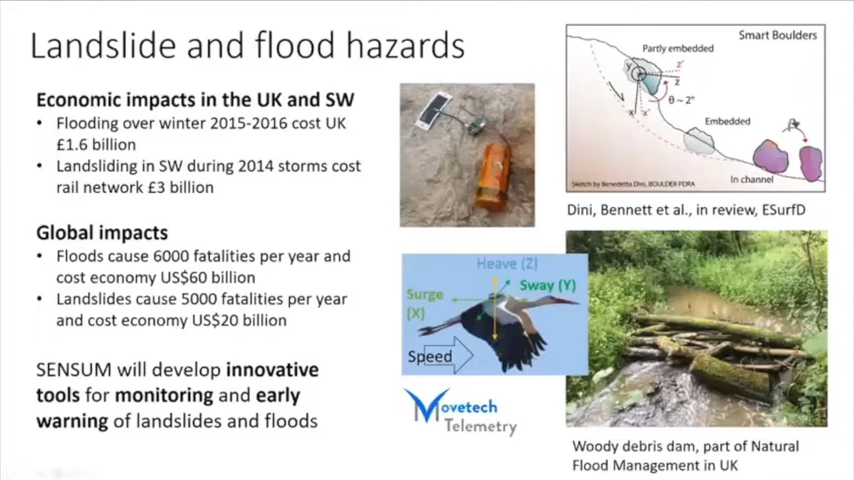 Landslide and flood hazards
Economic impacts in the UK and SW
• Flooding over winter 2015-2016 cost UK
£1.6 billion
• Landsliding in SW during 2014 storms cost
rail network £3 billion
Global impacts
• Floods cause 6000 fatalities per year and
cost economy US$60 billion
• Landslides cause 5000 fatalities per year
and cost economy US$20 billion
SENSUM will develop innovative
tools for monitoring and early
warning of landslides and floods
Heave (Z)
Sway (Y)
Surge
(X)
Speed
Movetech
Telemetry
Smart Boulders
Partly embedded
Y
z'
z
θ ~ 2°
x x'
Embedded
In channel
Sketch by Benedetta Dini, BOULDER PDRA
Dini, Bennett et al., in review, ESurfD
Woody debris dam, part of Natural
Flood Management in UK